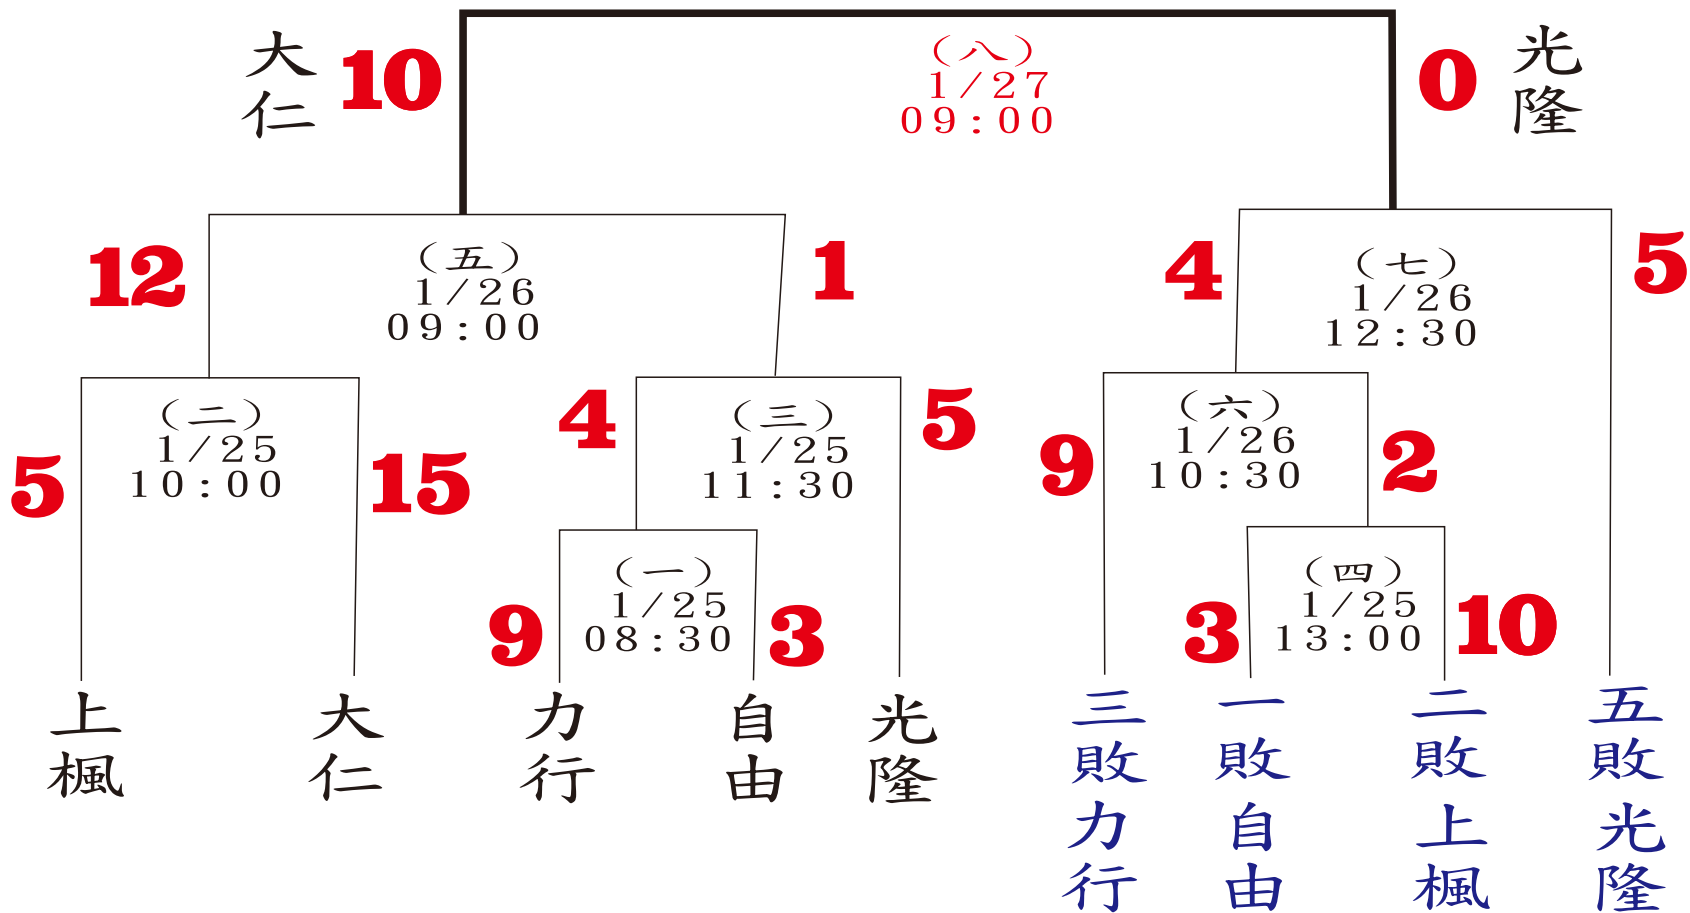 大仁
10
(八)
1/27
09:00
0
光隆
12
(五)
1/26
09:00
1
4
(七)
1/26
12:30
5
5
(二)
1/25
10:00
15
4
(三)
1/25
11:30
5
9
(六)
1/26
10:30
2
9
(一)
1/25
08:30
3
3
(四)
1/25
13:00
10
上楓
大仁
力行
自由
光隆
三敗力行
一敗自由
二敗上楓
五敗光隆